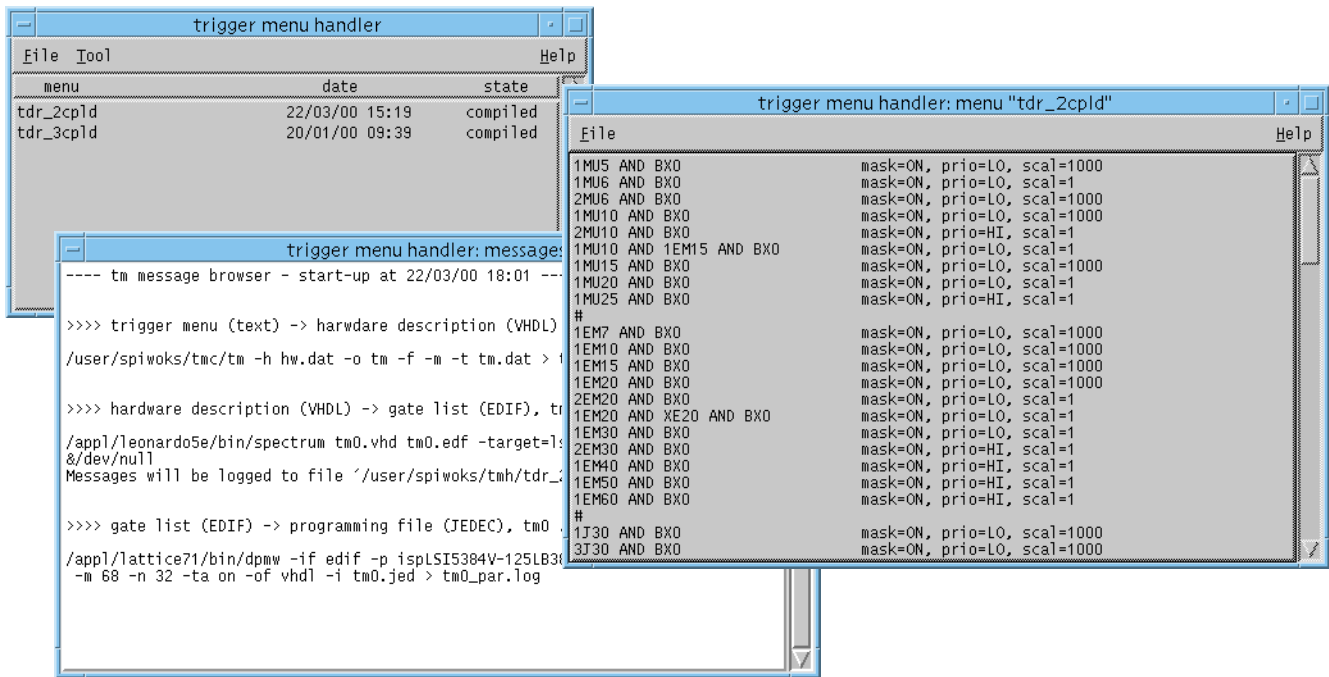 trigger menu handler
File Tool Help
menu date state
tdr_2cpld 22/03/00 15:19 compiled
tdr_3cpld 20/01/00 09:39 compiled
trigger menu handler: messages
---- tm message browser - start-up at 22/03/00 18:01 ---
>>>> trigger menu (text) -> harwdare description (VHDL)
/user/spiwoks/tmc/tm -h hw.dat -o tm -f -m -t tm.dat >
>>>> hardware description (VHDL) -> gate list (EDIF),
/appl/leonardo5e/bin/spectrum tm0.vhd tm0.edf
&/dev/null
Messages will be logged to file '/user/spiwoks/tmh/tdr_2
>>>> gate list (EDIF) -> programming file (JEDEC), tm0
/appl/lattice71/bin/dpmw -if edif -p ispLSI5384V-125LB38
-m 68 -n 32 -ta on -of vhdl -i tm0.jed > tm0_par.log
trigger menu handler: menu "tdr_2cpld"
File Help
1MU5 AND BX0 mask=ON, prio=LO, scal=1000
1MU6 AND BX0 mask=ON, prio=LO, scal=1
2MU6 AND BX0 mask=ON, prio=LO, scal=1000
1MU10 AND BX0 mask=ON, prio=LO, scal=1000
2MU10 AND BX0 mask=ON, prio=HI, scal=1
1MU10 AND 1EM15 AND BX0 mask=ON, prio=LO, scal=1
1MU15 AND BX0 mask=ON, prio=LO, scal=1000
1MU20 AND BX0 mask=ON, prio=LO, scal=1
1MU25 AND BX0 mask=ON, prio=HI, scal=1
#
1EM7 AND BX0 mask=ON, prio=LO, scal=1000
1EM10 AND BX0 mask=ON, prio=LO, scal=1000
1EM15 AND BX0 mask=ON, prio=LO, scal=1000
1EM20 AND BX0 mask=ON, prio=LO, scal=1000
2EM20 AND BX0 mask=ON, prio=LO, scal=1
1EM20 AND XE20 AND BX0 mask=ON, prio=LO, scal=1
1EM30 AND BX0 mask=ON, prio=LO, scal=1
2EM30 AND BX0 mask=ON, prio=HI, scal=1
1EM40 AND BX0 mask=ON, prio=HI, scal=1
1EM50 AND BX0 mask=ON, prio=HI, scal=1
1EM60 AND BX0 mask=ON, prio=HI, scal=1
#
1J30 AND BX0 mask=ON, prio=LO, scal=1000
3J30 AND BX0 mask=ON, prio=LO, scal=1000